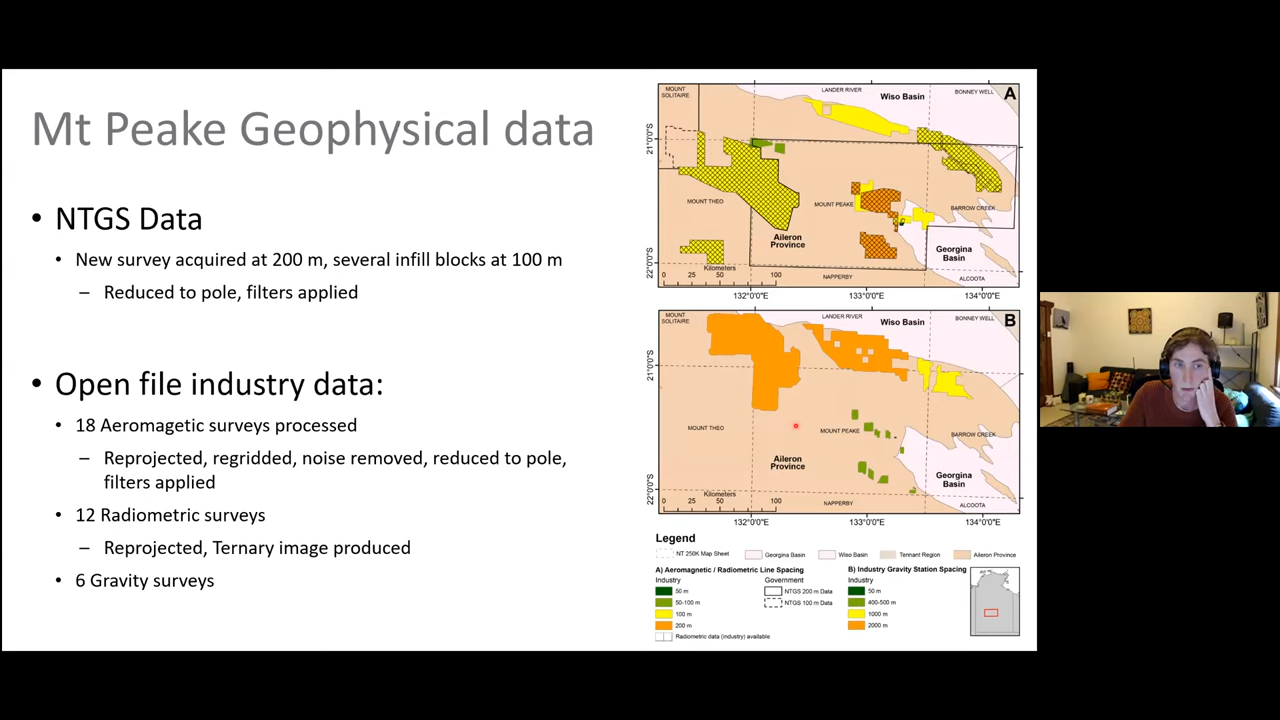 Mt Peake Geophysical data
• NTGS Data
• New survey acquired at 200 m, several infill blocks at 100 m
– Reduced to pole, filters applied
• Open file industry data:
• 18 Aeromagetic surveys processed
– Reprojected, regridded, noise removed, reduced to pole,
filters applied
• 12 Radiometric surveys
– Reprojected, Ternary image produced
• 6 Gravity surveys
A
MOUNT
SOLITAIRE
LANDER RIVER
Wiso Basin
BONNEY WELL
21°0'0"S
MOUNT THEO
MOUNT PEAKE
BARROW CREEK
Aileron
Province
Georgina
Basin
22°0'0"S
Kilometers
0 25 50 100
NAPPERBY
ALCOOTA
132°0'0"E 133°0'0"E 134°0'0"E
B
MOUNT
SOLITAIRE
LANDER RIVER
Wiso Basin
BONNEY WELL
21°0'0"S
MOUNT THEO
MOUNT PEAKE
BARROW CREEK
Aileron
Province
Georgina
Basin
22°0'0"S
Kilometers
0 25 50 100
NAPPERBY
ALCOOTA
132°0'0"E 133°0'0"E 134°0'0"E
Legend
NT 250K Map Sheet Georgina Basin Wiso Basin Tennant Region Aileron Province
A) Aeromagnetic / Radiometric Line Spacing
Industry
50 m
50-100 m
100 m
200 m
Radiometric data (industry) available
Government
NTGS 200 m Data
NTGS 100 m Data
B) Industry Gravity Station Spacing
Industry
50 m
400-500 m
1000 m
2000 m